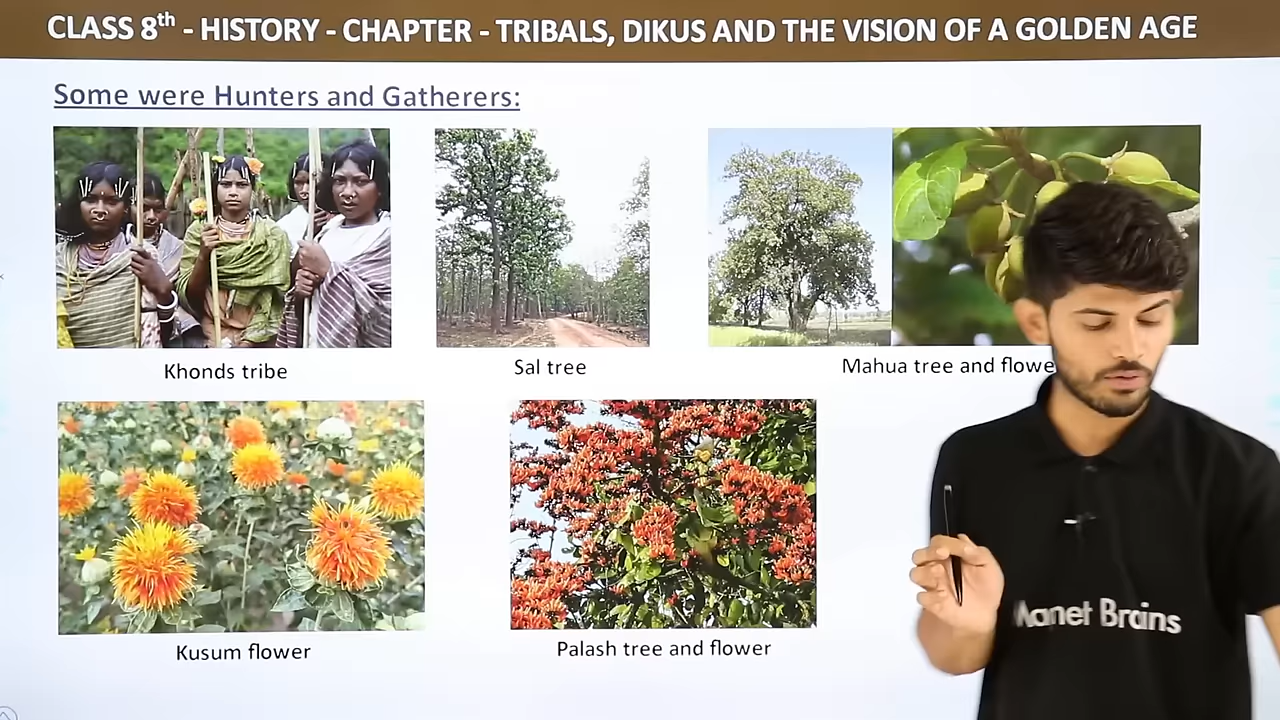 CLASS 8th - HISTORY - CHAPTER - TRIBALS, DIKUS AND THE VISION OF A GOLDEN AGE
Some were Hunters and Gatherers:
Khonds tribe
Sal tree
Mahua tree and flowe
Kusum flower
Palash tree and flower
Magnet Brains